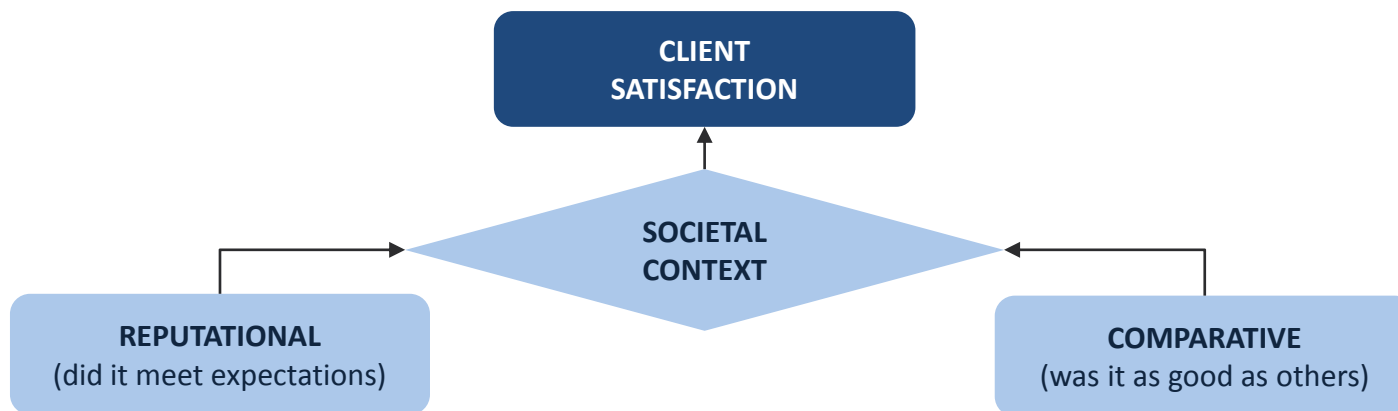 CLIENT
SATISFACTION
SOCIETAL
CONTEXT
REPUTATIONAL
(did it meet expectations)
COMPARATIVE
(was it as good as others)